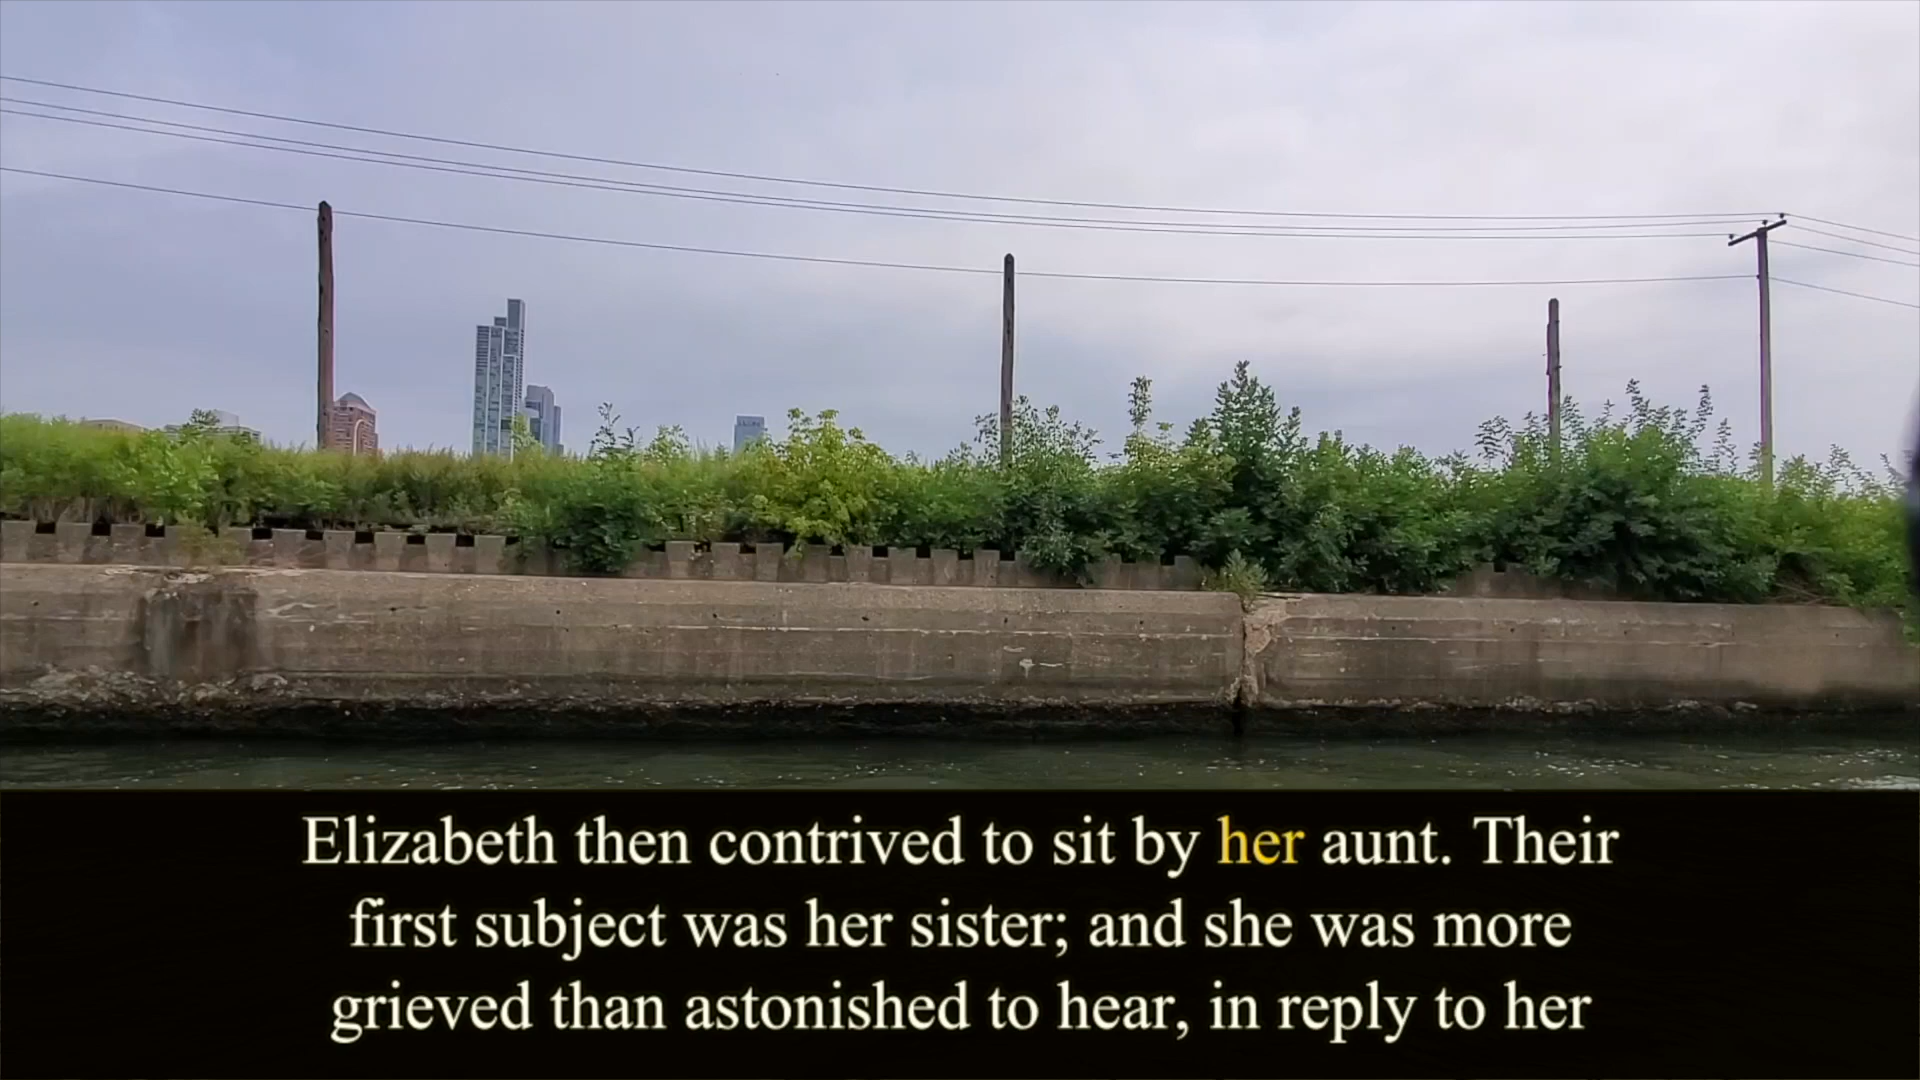 Elizabeth then contrived to sit by her aunt. Their
first subject was her sister; and she was more
grieved than astonished to hear, in reply to her